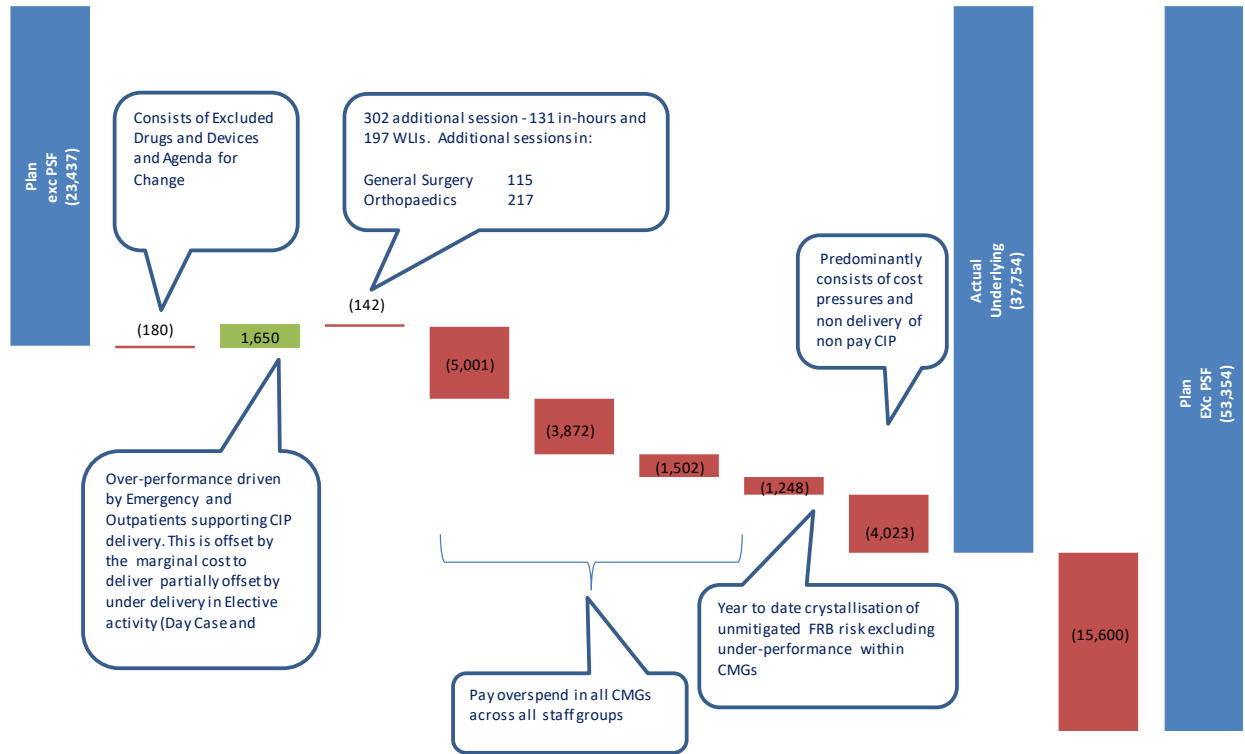 Plan
exc PSF
(23,437)
Consists of Excluded
Drugs and Devices
and Agenda for
Change
(180)
1,650
Over-performance driven
by Emergency and
Outpatients supporting CIP
delivery. This is offset by
the marginal cost to
deliver partially offset by
under delivery in Elective
activity (Day Case and
302 additional session - 131 in-hours and
197 WLIs. Additional sessions in:
General Surgery 115
Orthopaedics 217
(142)
(5,001)
(3,872)
(1,502)
Pay overspend in all CMGs
across all staff groups
(1,248)
Year to date crystallisation of
unmitigated FRB risk excluding
under-performance within
CMGs
Predominantly
consists of cost
pressures and
non delivery of
non pay CIP
(4,023)
Actual
Underlying
(37,754)
(15,600)
Plan
EXc PSF
(53,354)